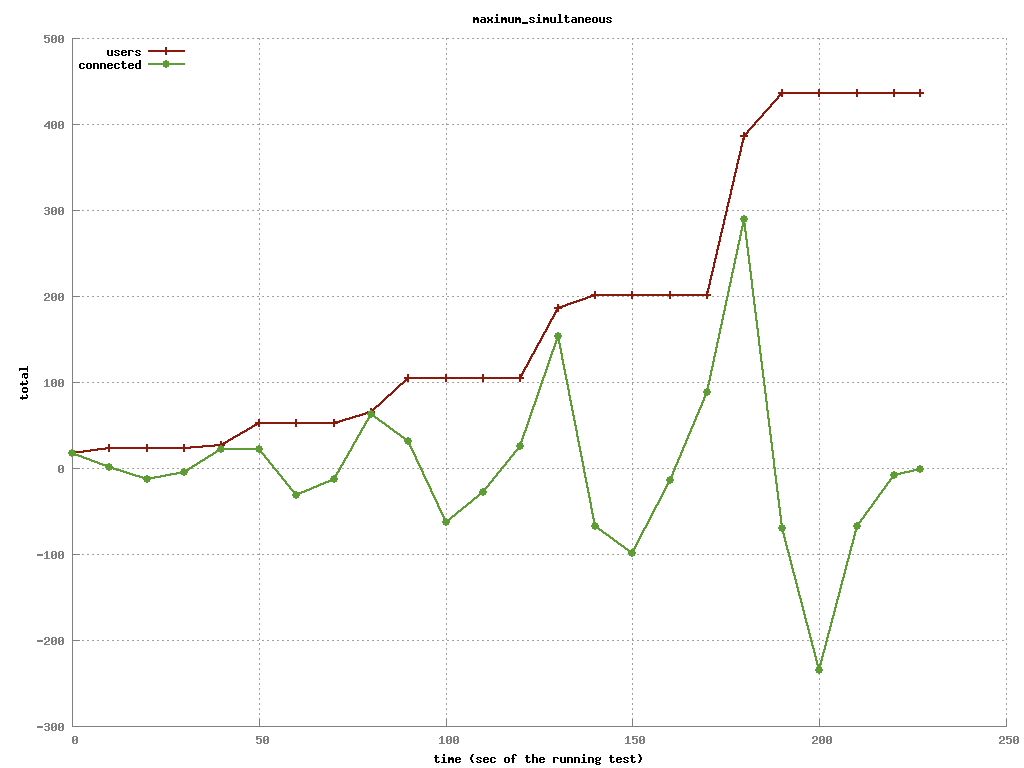 maximum_simultaneous
500
users
connected
400
300
200
100
total
0
-100
-200
-300
0 50 100 150 200 250
time (sec of the running test)